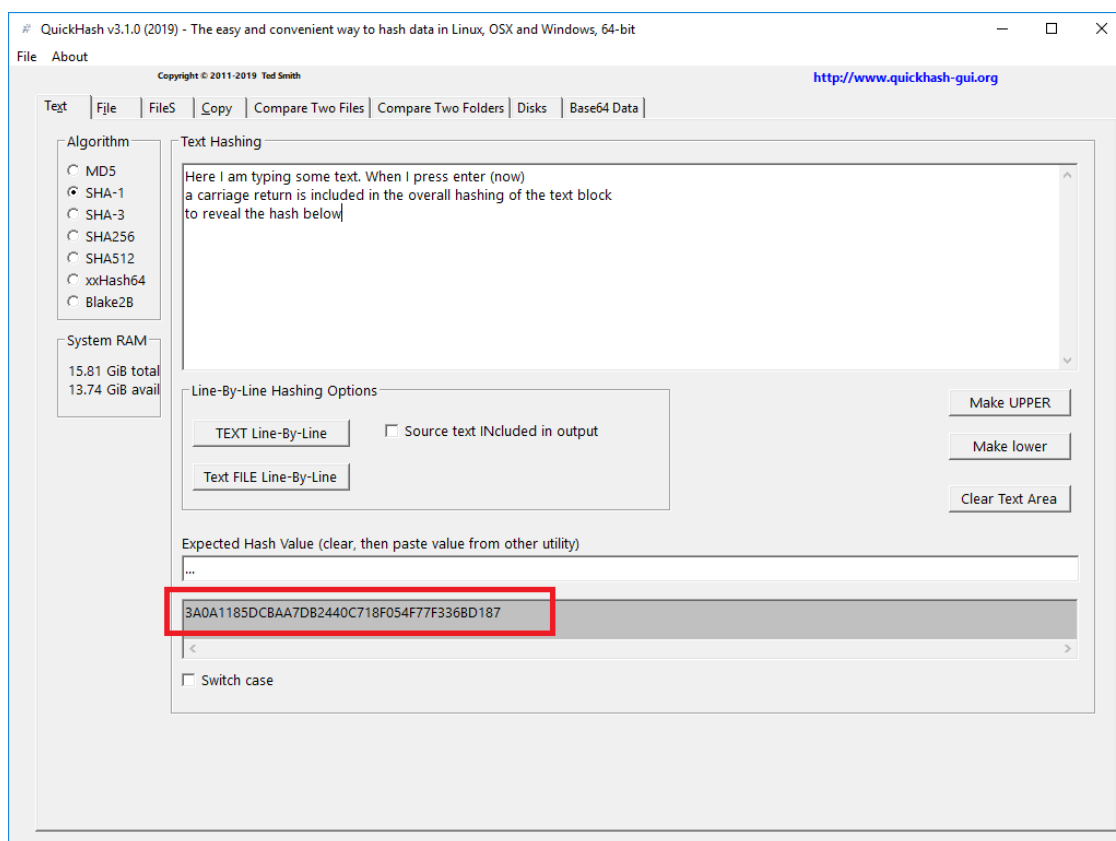 QuickHash v3.1.0 (2019) - The easy and convenient way to hash data in Linux, OSX and Windows, 64-bit
File About
Copyright © 2011-2019 Ted Smith
http://www.quickhash-gui.org
Text File FileS Copy Compare Two Files Compare Two Folders Disks Base64 Data
Algorithm
MD5
SHA-1
SHA-3
SHA256
SHA512
xxHash64
Blake2B
System RAM
15.81 GiB total
13.74 GiB avail
Text Hashing
Here I am typing some text. When I press enter (now)
a carriage return is included in the overall hashing of the text block
to reveal the hash below
Line-By-Line Hashing Options
TEXT Line-By-Line
Source text INcluded in output
Text FILE Line-By-Line
Make UPPER
Make lower
Clear Text Area
Expected Hash Value (clear, then paste value from other utility)
...
3A0A1185DCBAA7DB2440C718F054F77F336BD187
Switch case